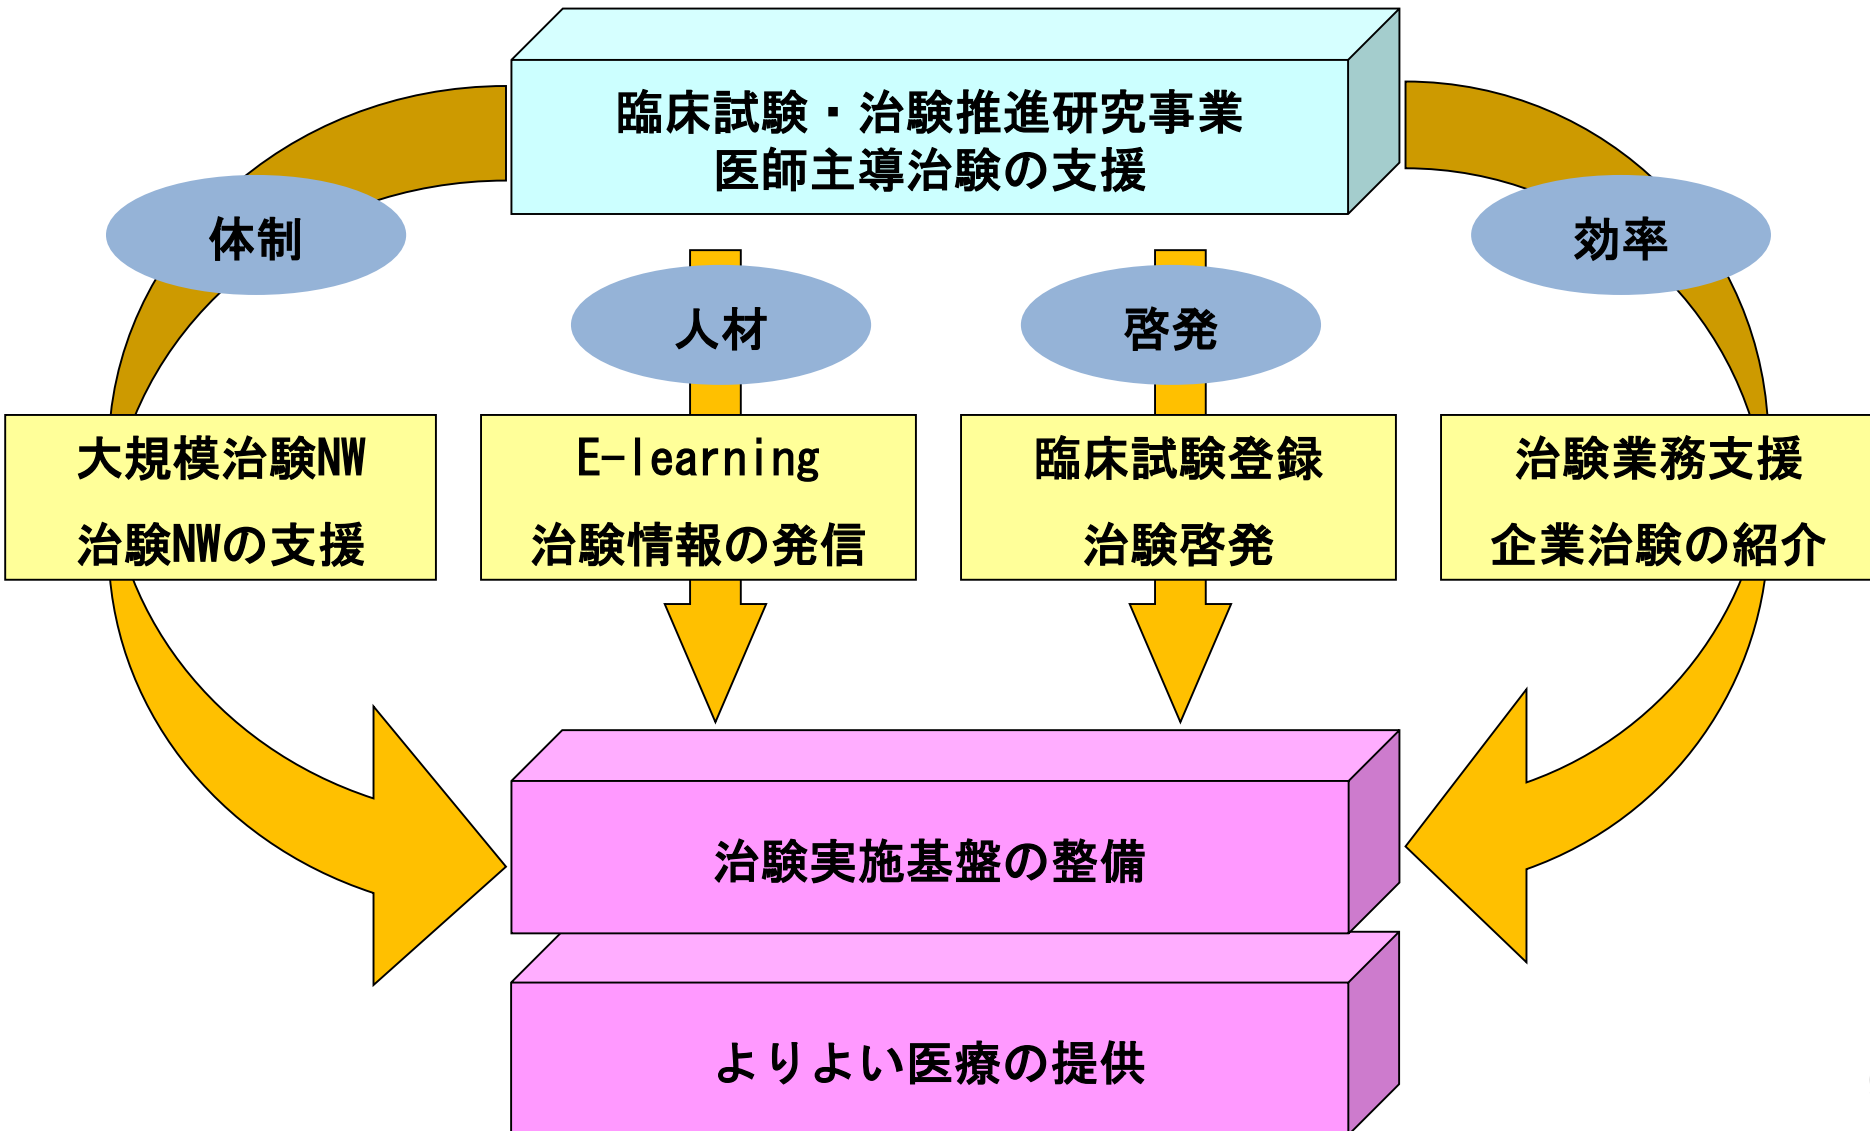 臨床試験・治験推進研究事業
医師主導治験の支援
体制
効率
人材
啓発
大規模治験NW
治験NWの支援
E-learning
治験情報の発信
臨床試験登録
治験啓発
治験業務支援
企業治験の紹介
治験実施基盤の整備
よりよい医療の提供